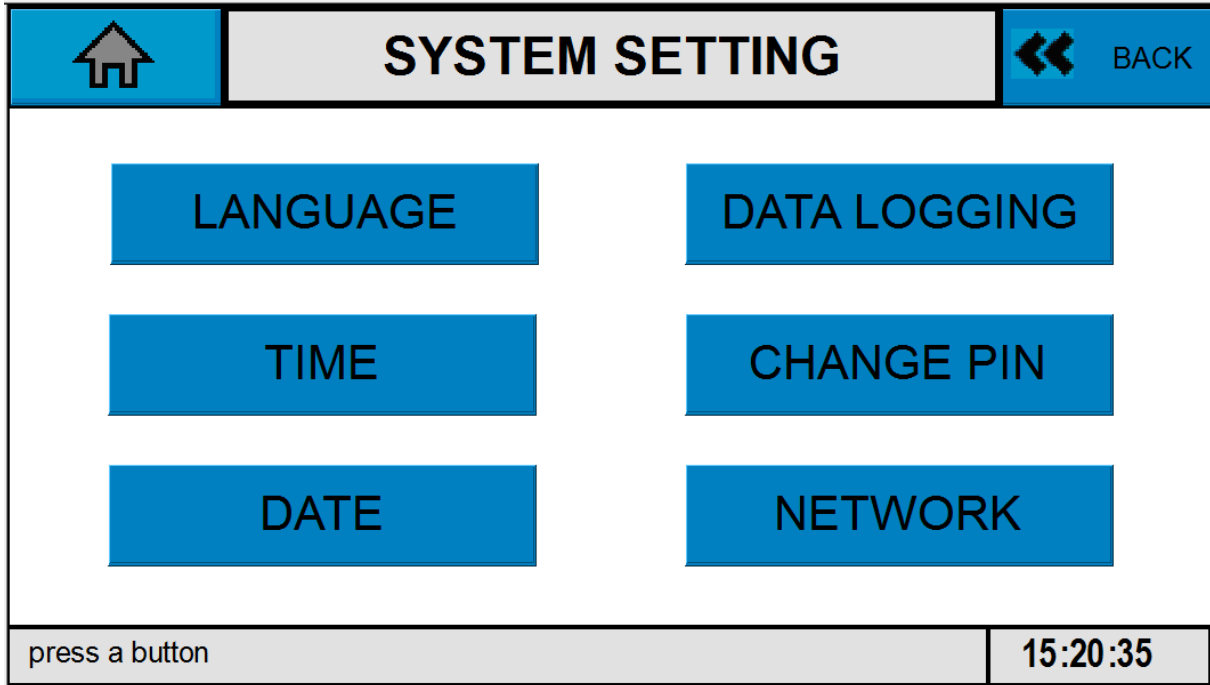 SYSTEM SETTING
BACK
LANGUAGE
DATA LOGGING
TIME
CHANGE PIN
DATE
NETWORK
press a button
15:20:35